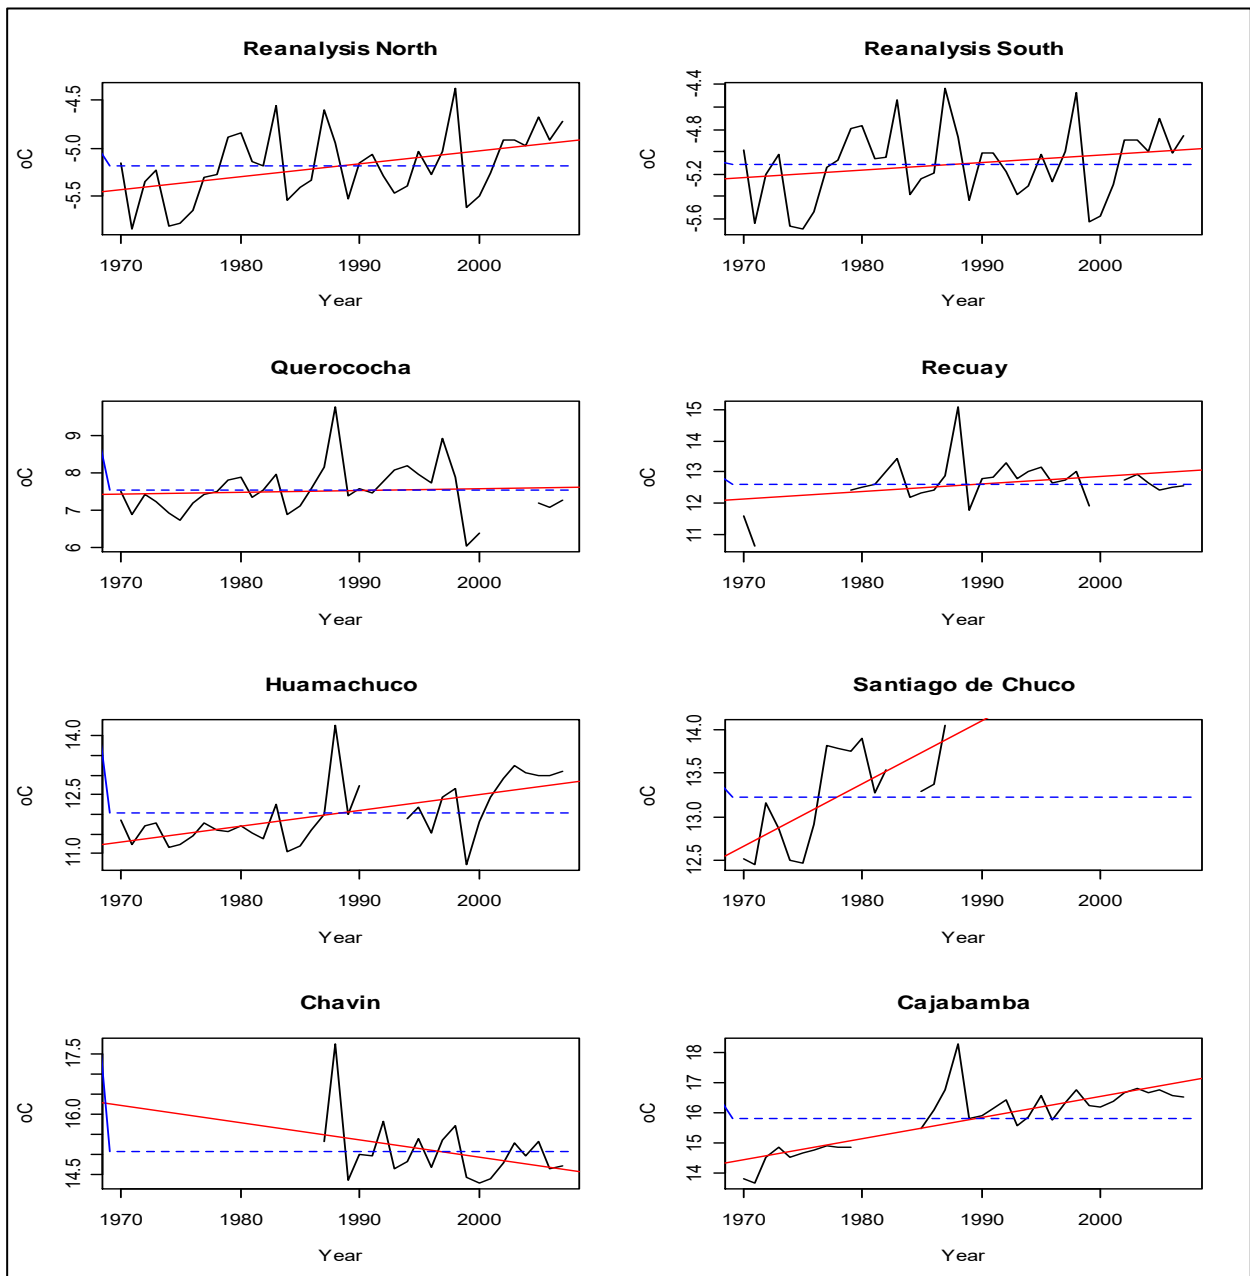 Reanalysis North
Reanalysis South
-4.5
-5.0
-5.5
oC
1970 1980 1990 2000
Year
-4.4
-4.8
-5.2
-5.6
oC
1970 1980 1990 2000
Year
Querococha
Recuay
9
8
7
6
oC
1970 1980 1990 2000
Year
15
14
13
12
11
oC
1970 1980 1990 2000
Year
Huamachuco
Santiago de Chuco
14.0
12.5
11.0
oC
1970 1980 1990 2000
Year
14.0
13.5
13.0
12.5
oC
1970 1980 1990 2000
Year
Chavin
Cajabamba
17.5
16.0
14.5
oC
1970 1980 1990 2000
Year
18
17
16
15
14
oC
1970 1980 1990 2000
Year